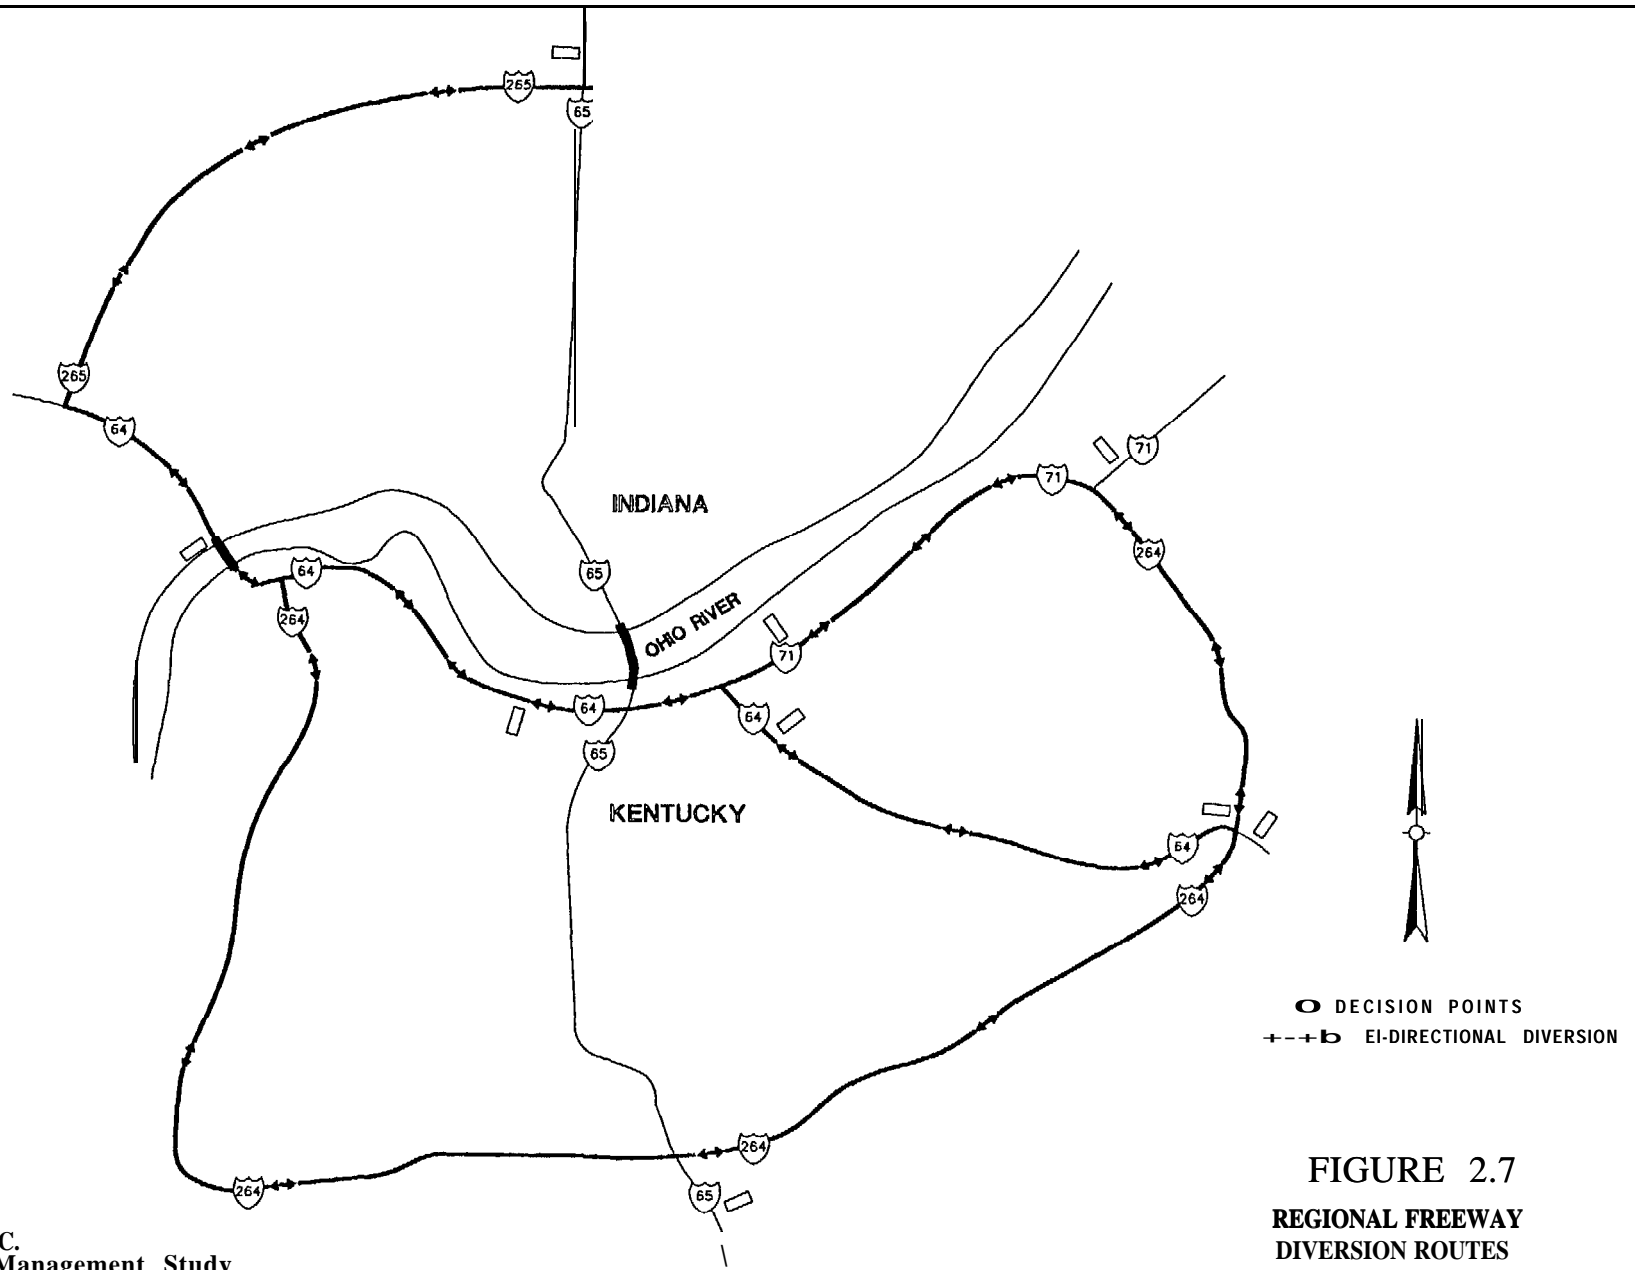 265
65
265
64
INDIANA
71
71
264
64
264
65
OHIO RIVER
71
64
64
65
KENTUCKY
64
264
O DECISION POINTS
+-+b EI-DIRECTIONAL DIVERSION
264
264
65
FIGURE 2.7
REGIONAL FREEWAY
DIVERSION ROUTES
C.
Management Study